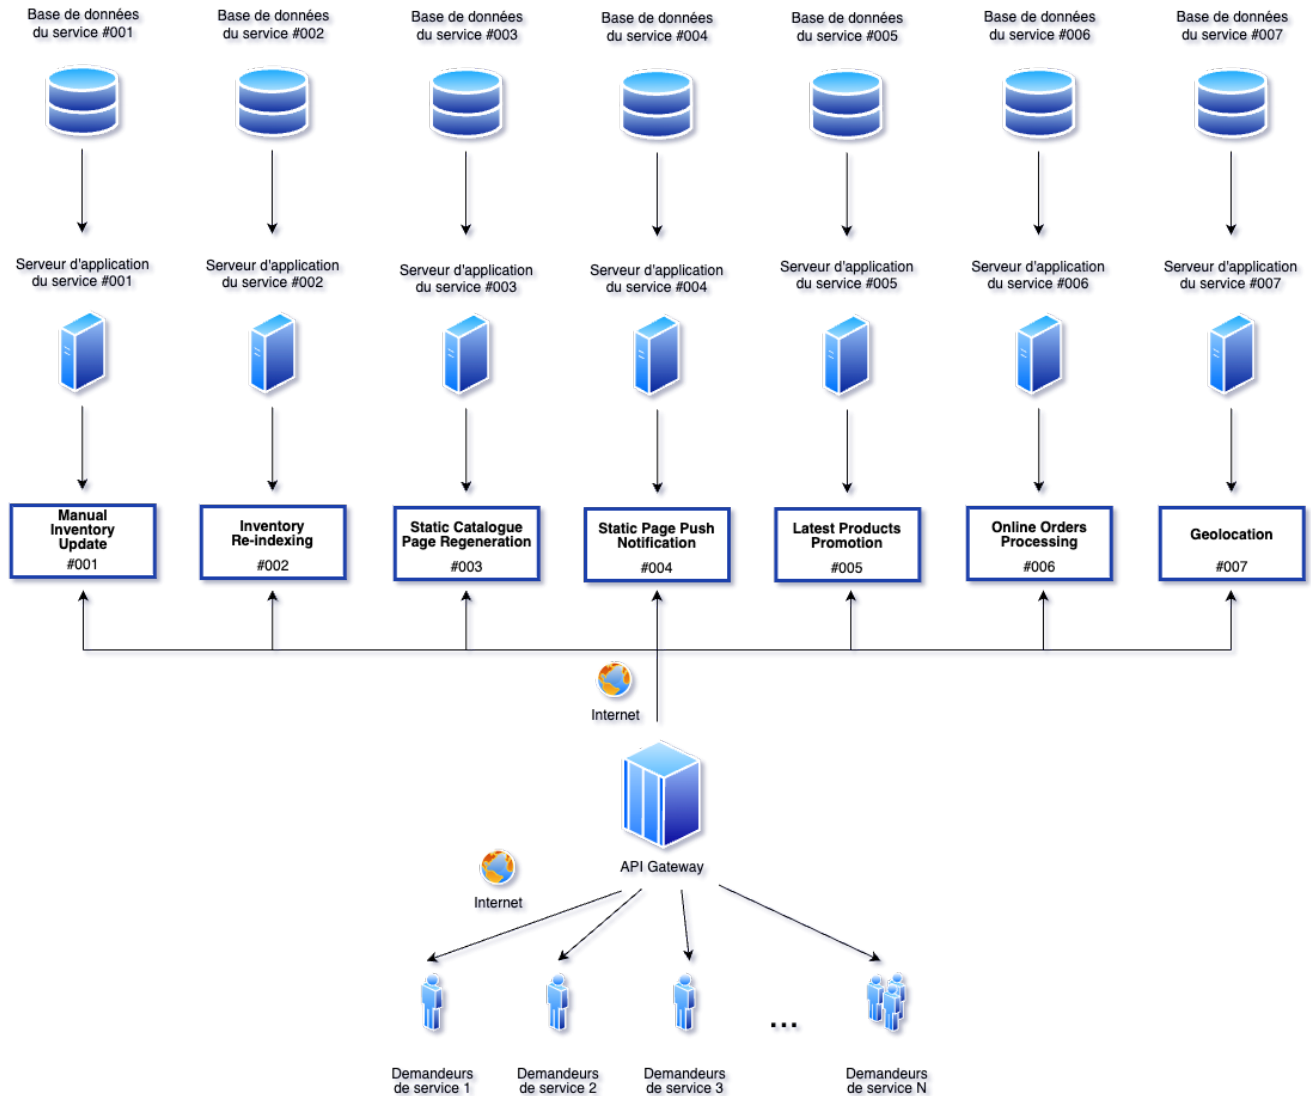 Base de données
du service #001
Base de données
du service #002
Base de données
du service #003
Base de données
du service #004
Base de données
du service #005
Base de données
du service #006
Base de données
du service #007
Serveur d'application
du service #001
Serveur d'application
du service #002
Serveur d'application
du service #003
Serveur d'application
du service #004
Serveur d'application
du service #005
Serveur d'application
du service #006
Serveur d'application
du service #007
Manual
Inventory
Update
#001
Inventory
Re-indexing
#002
Static Catalogue
Page Regeneration
#003
Static Page Push
Notification
#004
Latest Products
Promotion
#005
Online Orders
Processing
#006
Geolocation
#007
Internet
API Gateway
Internet
...
Demandeurs
de service 1
Demandeurs
de service 2
Demandeurs
de service 3
Demandeurs
de service N